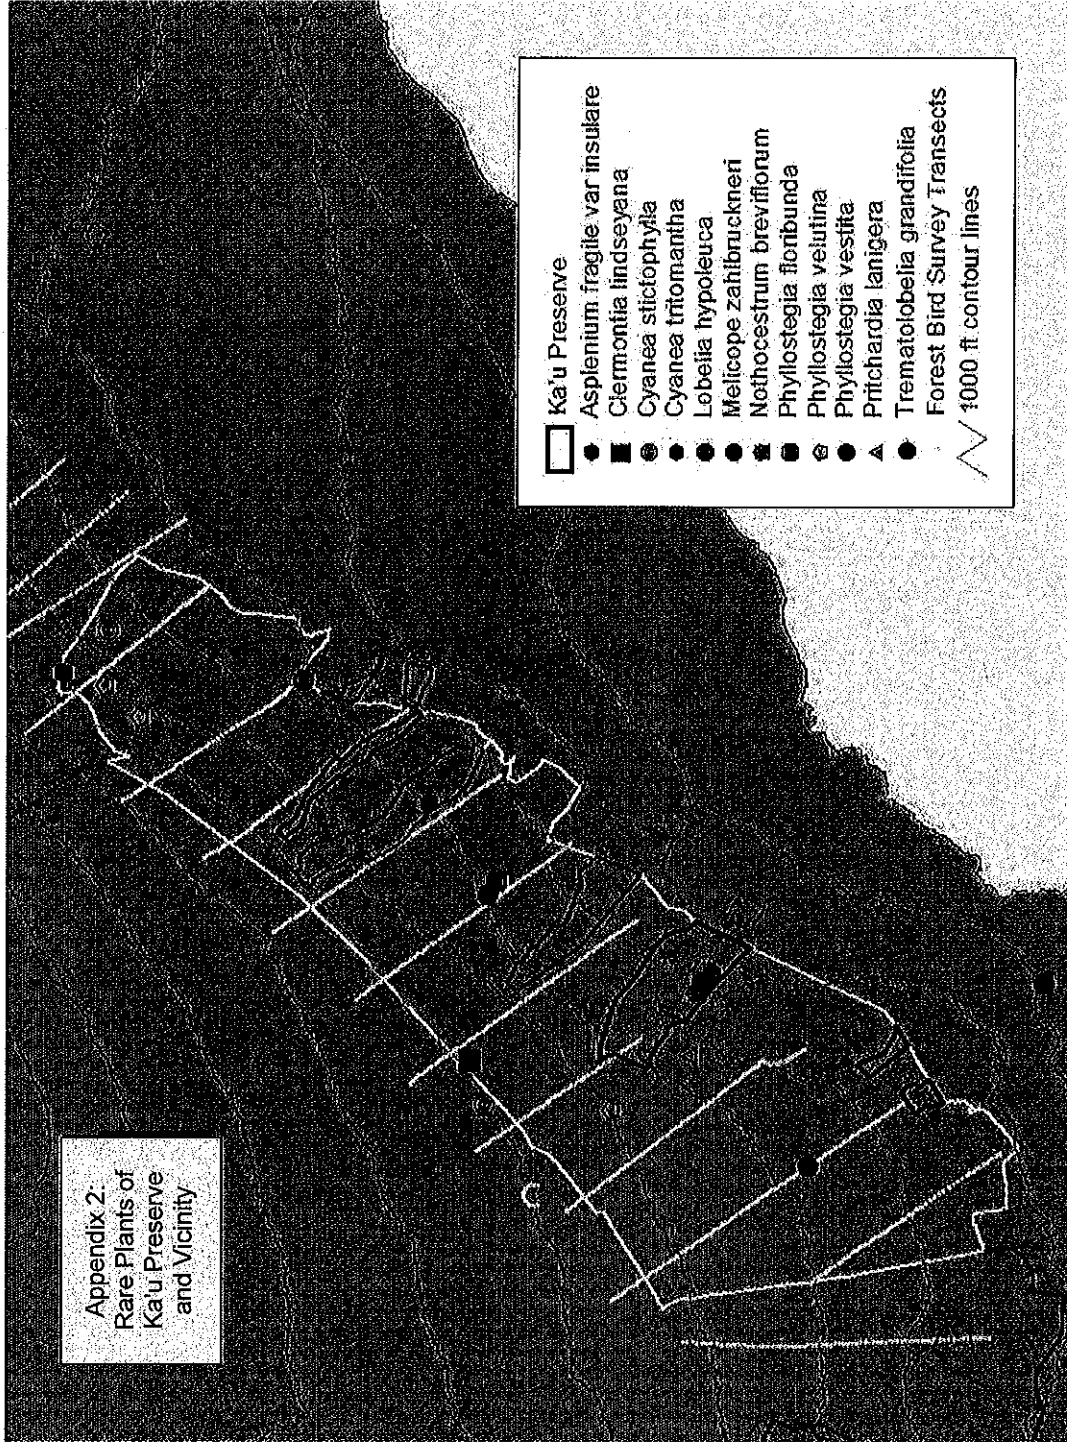 Appendix 2:
Rare Plants of
Ka'u Preserve
and Vicinity
Ka'u Preserve
Asplenium fragile var insulare
Clermontia lindseyana
Cyanea stictophylla
Cyanea tritomantha
Lobelia hypoleuca
Melicope zahlbruckneri
Nothocestrum breviflorum
Phyllostegia floribunda
Phyllostegia velutina
Phyllostegia vestita
Pritchardia lanigera
Trematolobelia grandifolia
Forest Bird Survey Transects
1000 ft contour lines